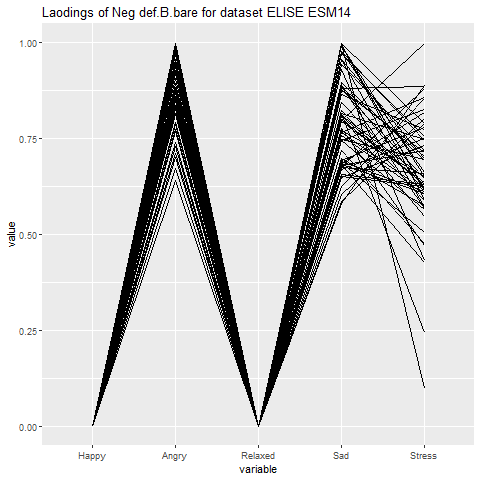 Laodings of Neg def.B.bare for dataset ELISE ESM14
1.00
0.75
0.50
0.25
0.00
value
Happy Angry Relaxed Sad Stress
variable